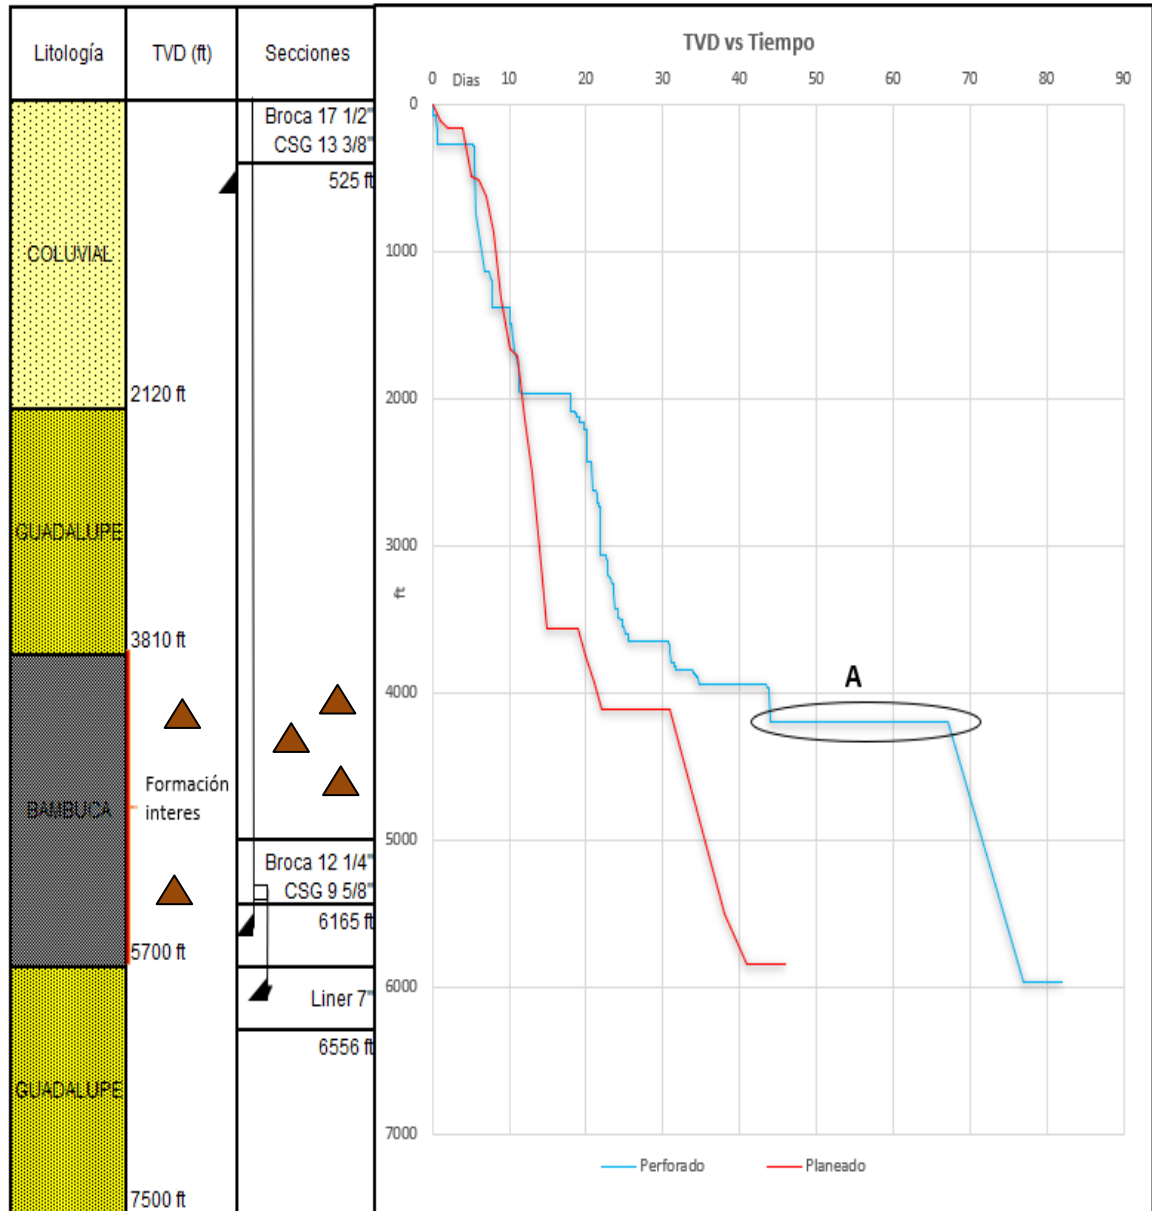 Litología
TVD (ft)
Secciones
COLUVIAL
2120 ft
GUADALUPE
3810 ft
BAMBUCA
Formación
interes
5700 ft
GUADALUPE
7500 ft
Broca 17 1/2"
CSG 13 3/8"
525 ft
Broca 12 1/4"
CSG 9 5/8"
6165 ft
Liner 7"
6556 ft
TVD vs Tiempo
0 Dias 10 20 30 40 50 60 70 80 90
0
1000
2000
3000
ft
4000
5000
6000
7000
A
Perforado
Planeado